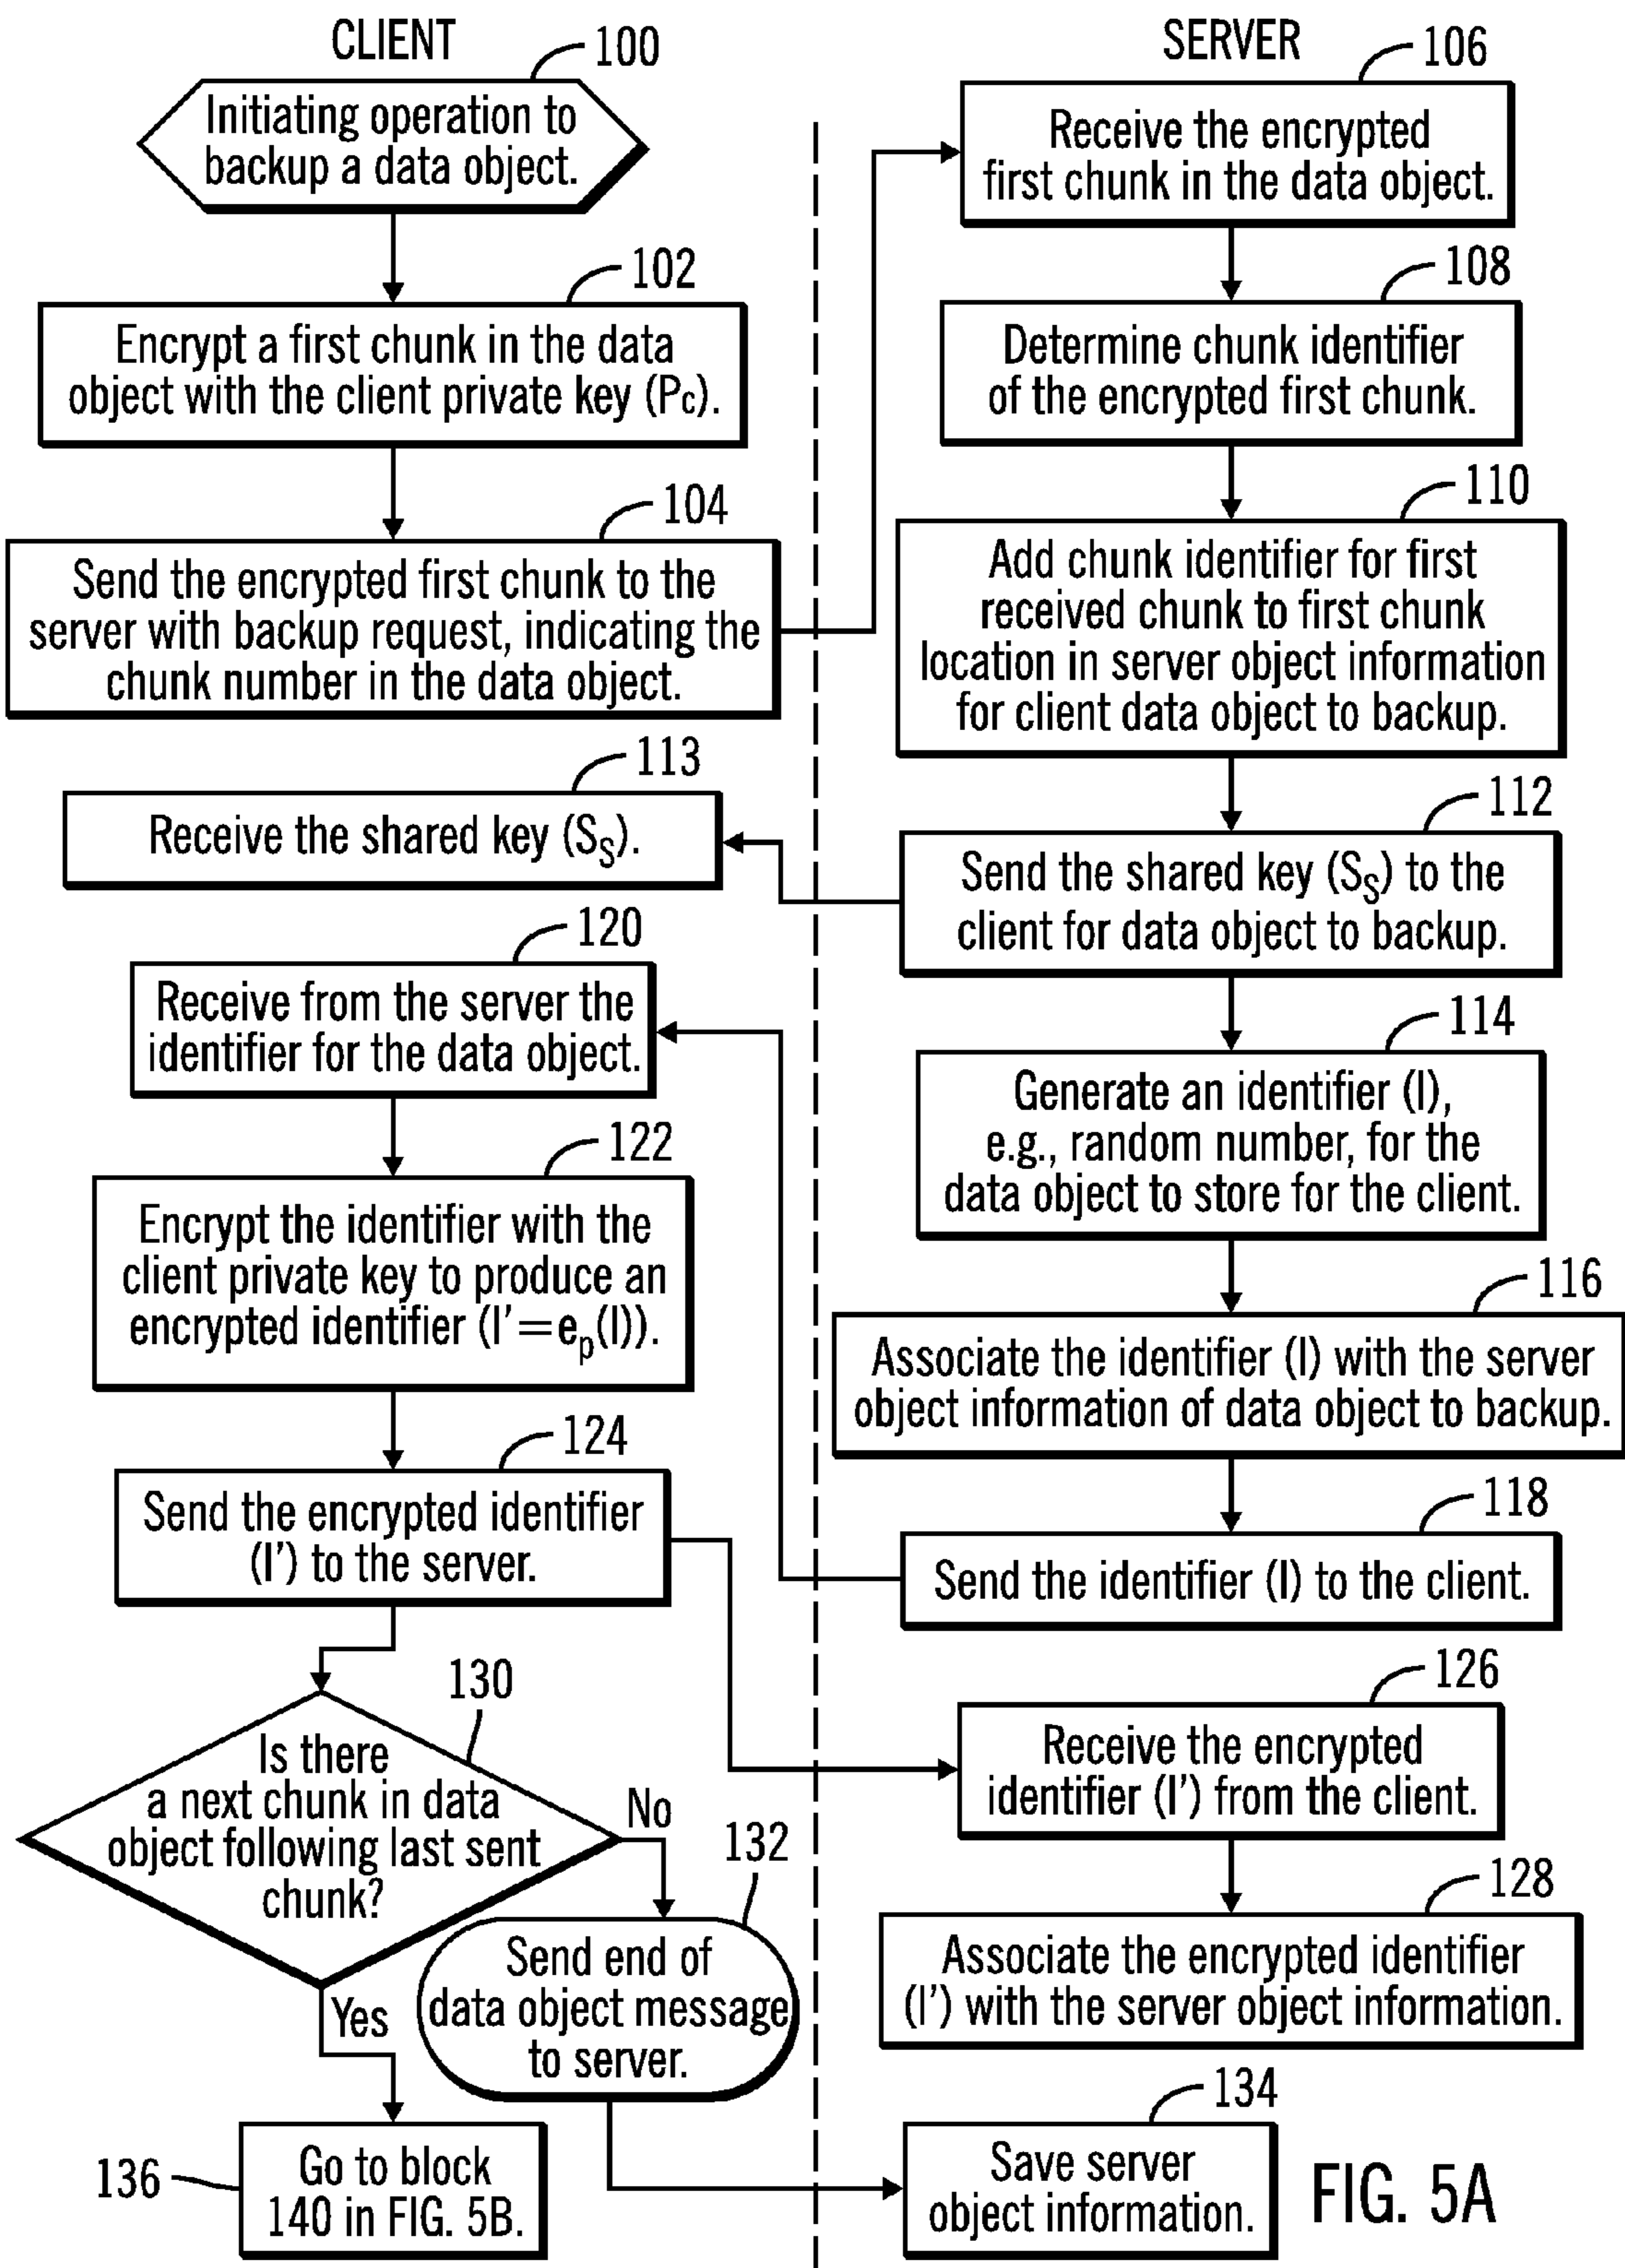 CLIENT
100
Initiating operation to
backup a data object.
102
Encrypt a first chunk in the data
object with the client private key (Pc).
104
Send the encrypted first chunk to the
server with backup request, indicating the
chunk number in the data object.
113
Receive the shared key (Ss).
120
Receive from the server the
identifier for the data object.
122
Encrypt the identifier with the
client private key to produce an
encrypted identifier (I'=ep(I)).
124
Send the encrypted identifier
(I') to the server.
130
Is there
a next chunk in data
object following last sent
chunk?
No
132
Send end of
data object message
to server.
Yes
136
Go to block
140 in FIG. 5B.
SERVER
106
Receive the encrypted
first chunk in the data object.
108
Determine chunk identifier
of the encrypted first chunk.
110
Add chunk identifier for first
received chunk to first chunk
location in server object information
for client data object to backup.
112
Send the shared key (Ss) to the
client for data object to backup.
114
Generate an identifier (I),
e.g., random number, for the
data object to store for the client.
116
Associate the identifier (I) with the server
object information of data object to backup.
118
Send the identifier (I) to the client.
126
Receive the encrypted
identifier (I') from the client.
128
Associate the encrypted identifier
(I') with the server object information.
134
Save server
object information.
FIG. 5A